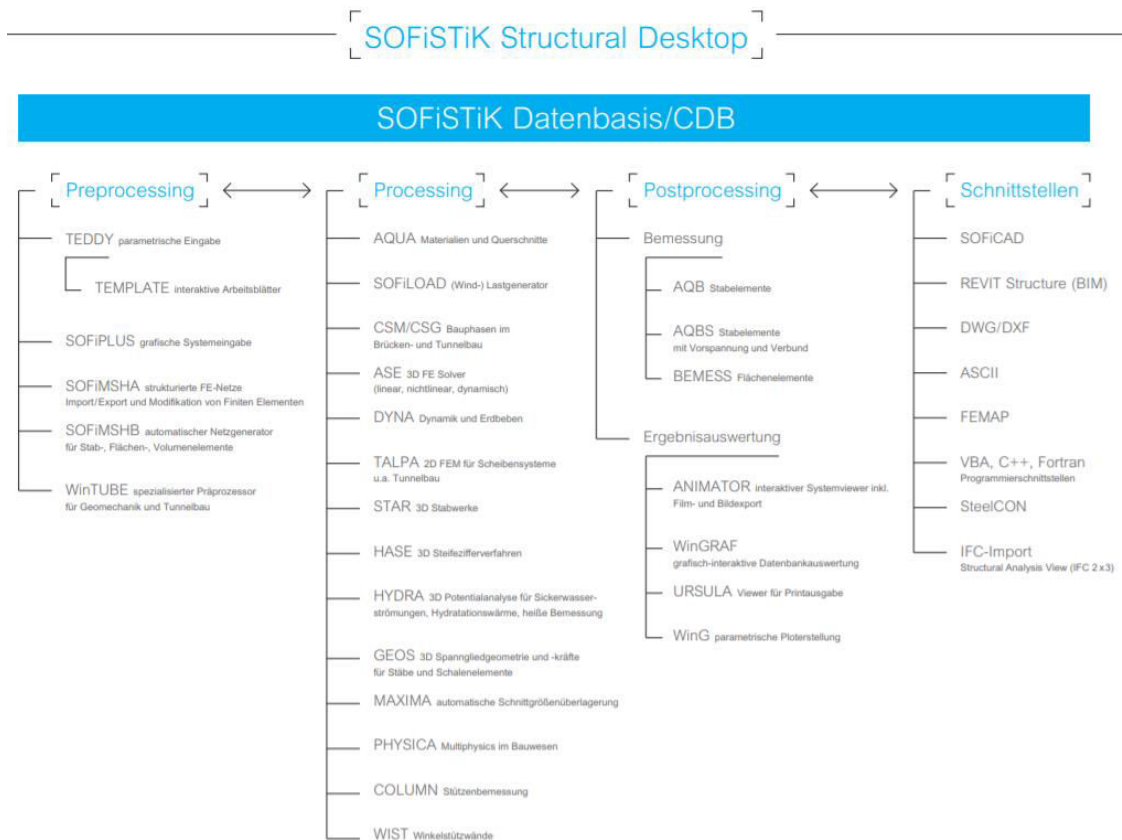 SOFiSTiK Structural Desktop
SOFiSTiK Datenbasis/CDB
Preprocessing
TEDDY parametrische Eingabe
TEMPLATE interaktive Arbeitsblätter
SOFiPLUS grafische Systemeingabe
SOFiMSHA strukturierte FE-Netze
Import/Export und Modifikation von Finiten Elementen
SOFiMSHB automatischer Netzgenerator
für Stab-, Flächen-, Volumenelemente
WinTUBE spezialisierter Präprozessor
für Geomechanik und Tunnelbau
Processing
AQUA Materialien und Querschnitte
SOFiLOAD (Wind-) Lastgenerator
CSM/CSG Bauphasen im
Brücken- und Tunnelbau
ASE 3D FE Solver
(linear, nichtlinear, dynamisch)
DYNA Dynamik und Erdbeben
TALPA 2D FEM für Scheibensysteme
u.a. Tunnelbau
STAR 3D Stabwerke
HASE 3D Steifezifferverfahren
HYDRA 3D Potentialanalyse für Sickerwasser-
strömungen, Hydratationswärme, heiße Bemessung
GEOS 3D Spanngliedgeometrie und -kräfte
für Stäbe und Schalenelemente
MAXIMA automatische Schnittgrößenüberlagerung
PHYSICA Multiphysics im Bauwesen
COLUMN Stützenbemessung
WIST Winkelstützwände
Postprocessing
Bemessung
AQB Stabelemente
AQBS Stabelemente
mit Vorspannung und Verbund
BEMESS Flächenelemente
Ergebnisauswertung
ANIMATOR interaktiver Systemviewer inkl.
Film- und Bildexport
WinGRAF
grafisch-interaktive Datenbankauswertung
URSULA Viewer für Printausgabe
WinG parametrische Ploterstellung
Schnittstellen
SOFiCAD
REVIT Structure (BIM)
DWG/DXF
ASCII
FEMAP
VBA, C++, Fortran
Programmierschnittstellen
SteelCON
IFC-Import
Structural Analysis View (IFC 2x3)